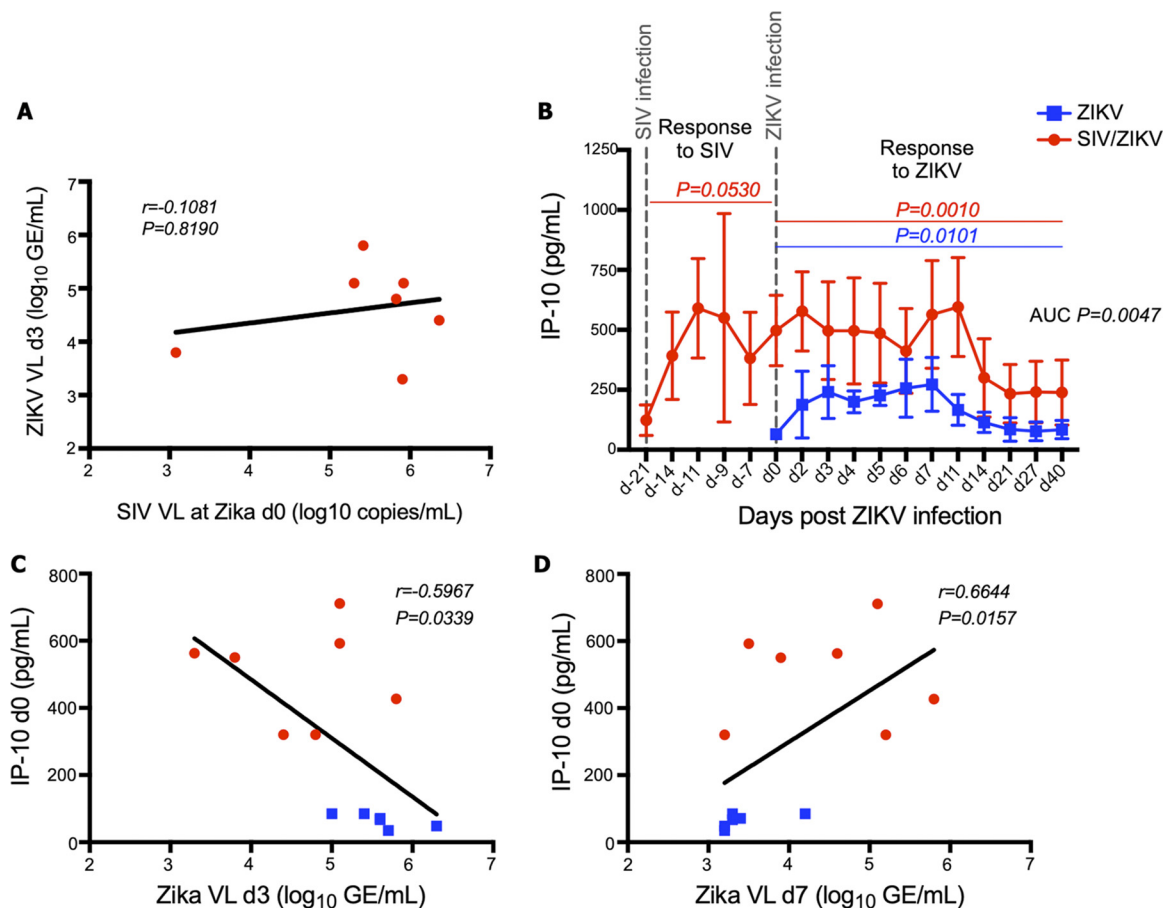 A
r=-0.1081
P=0.8190
ZIKV VL d3 (log10 GE/mL)
7
6
5
4
3
2
2 3 4 5 6 7
SIV VL at Zika d0 (log10 copies/mL)
B
SIV infection
ZIKV infection
ZIKV
SIV/ZIKV
Response
to SIV
Response
to ZIKV
P=0.0530
P=0.0010
P=0.0101
AUC P=0.0047
IP-10 (pg/mL)
1250
1000
750
500
250
0
d-21 d-14 d-11 d-9 d-7 d0 d2 d3 d4 d5 d6 d7 d11 d14 d21 d27 d40
Days post ZIKV infection
C
r=-0.5967
P=0.0339
IP-10 d0 (pg/mL)
800
600
400
200
0
2 3 4 5 6 7
Zika VL d3 (log10 GE/mL)
D
r=0.6644
P=0.0157
IP-10 d0 (pg/mL)
800
600
400
200
0
2 3 4 5 6 7
Zika VL d7 (log10 GE/mL)